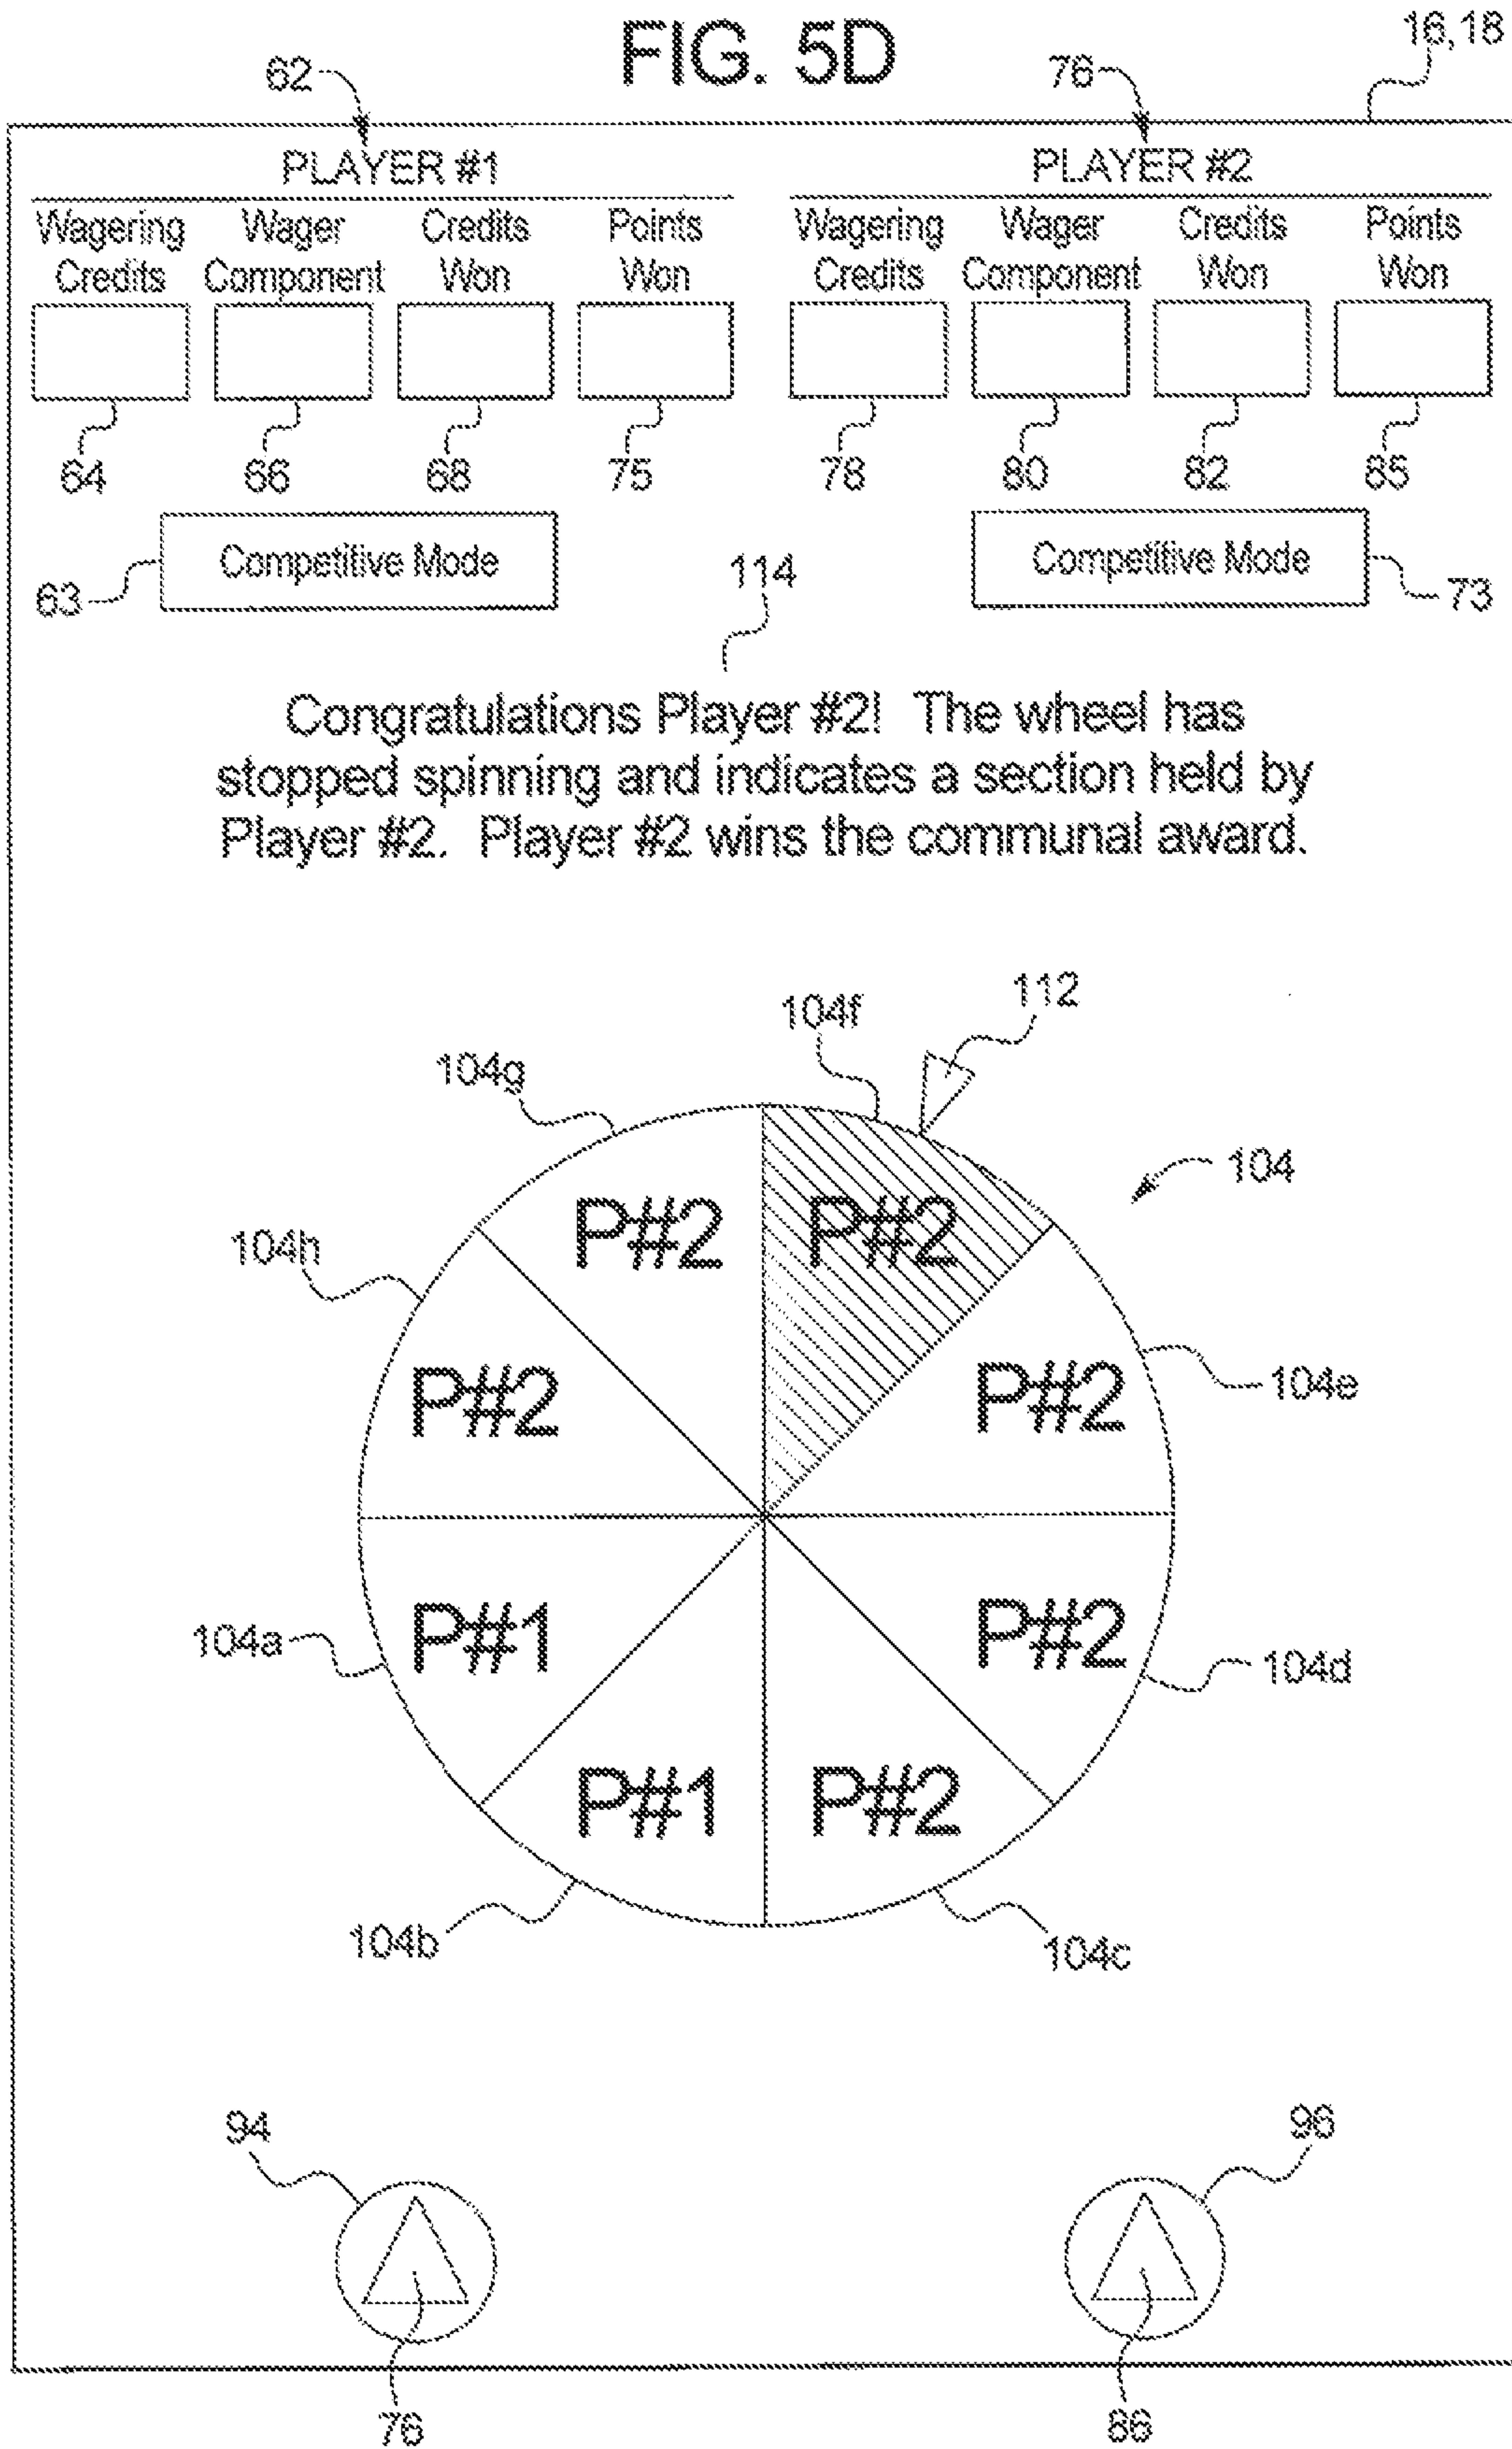 FIG. 5D
16,18
62
76
PLAYER #1
PLAYER #2
Wagering Credits
Wager Component
Credits Won
Points Won
Wagering Credits
Wager Component
Credits Won
Points Won
64
66
68
75
78
80
82
85
Competitive Mode
Competitive Mode
63
114
73
Congratulations Player #2! The wheel has
stopped spinning and indicates a section held by
Player #2. Player #2 wins the communal award.
112
104f
104g
104
104h
P#2
P#2
P#2
P#2
104e
104a
P#1
P#2
104d
P#1
P#2
104b
104c
94
96
76
86